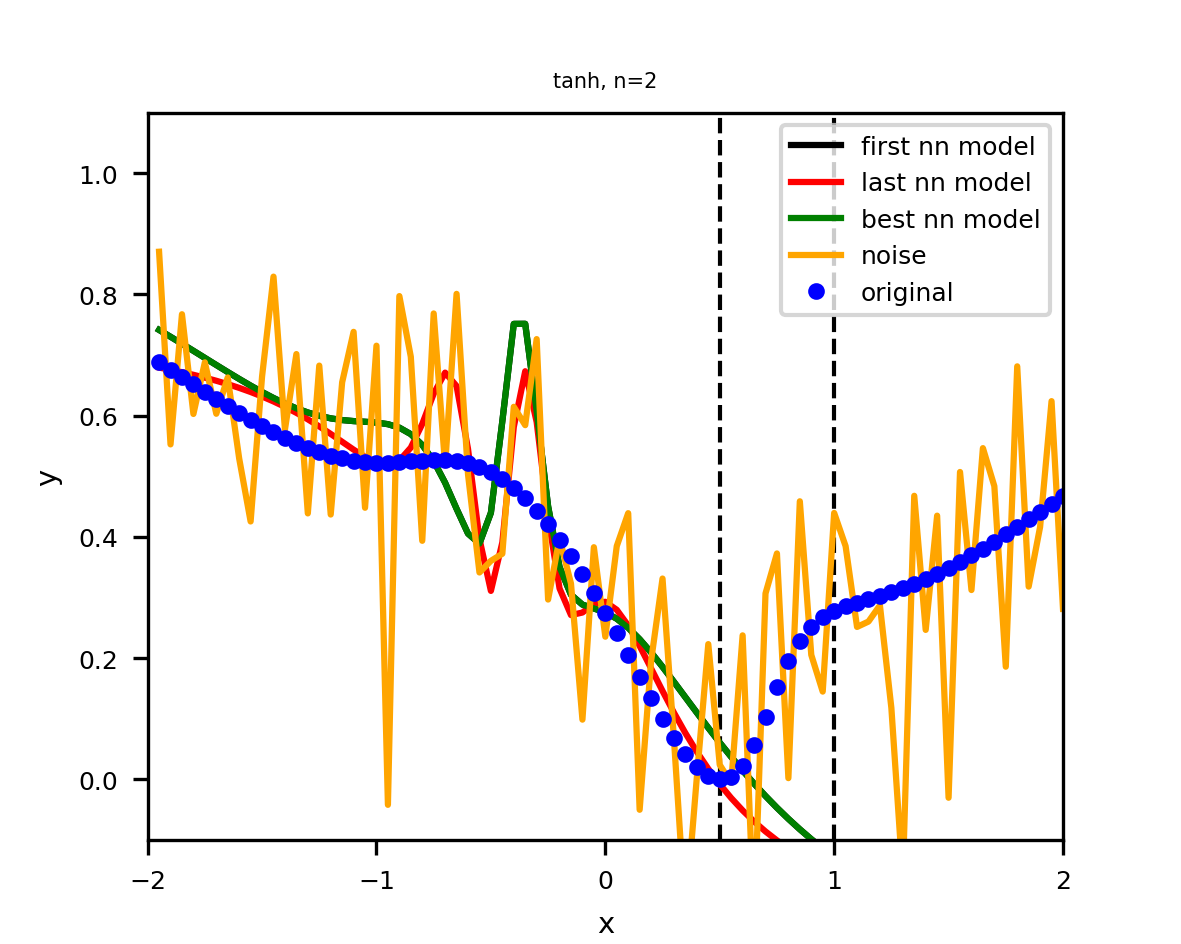 tanh, n=2
first nn model
last nn model
best nn model
noise
original
1.0
0.8
0.6
0.4
0.2
0.0
y
−2
−1
0
1
2
x